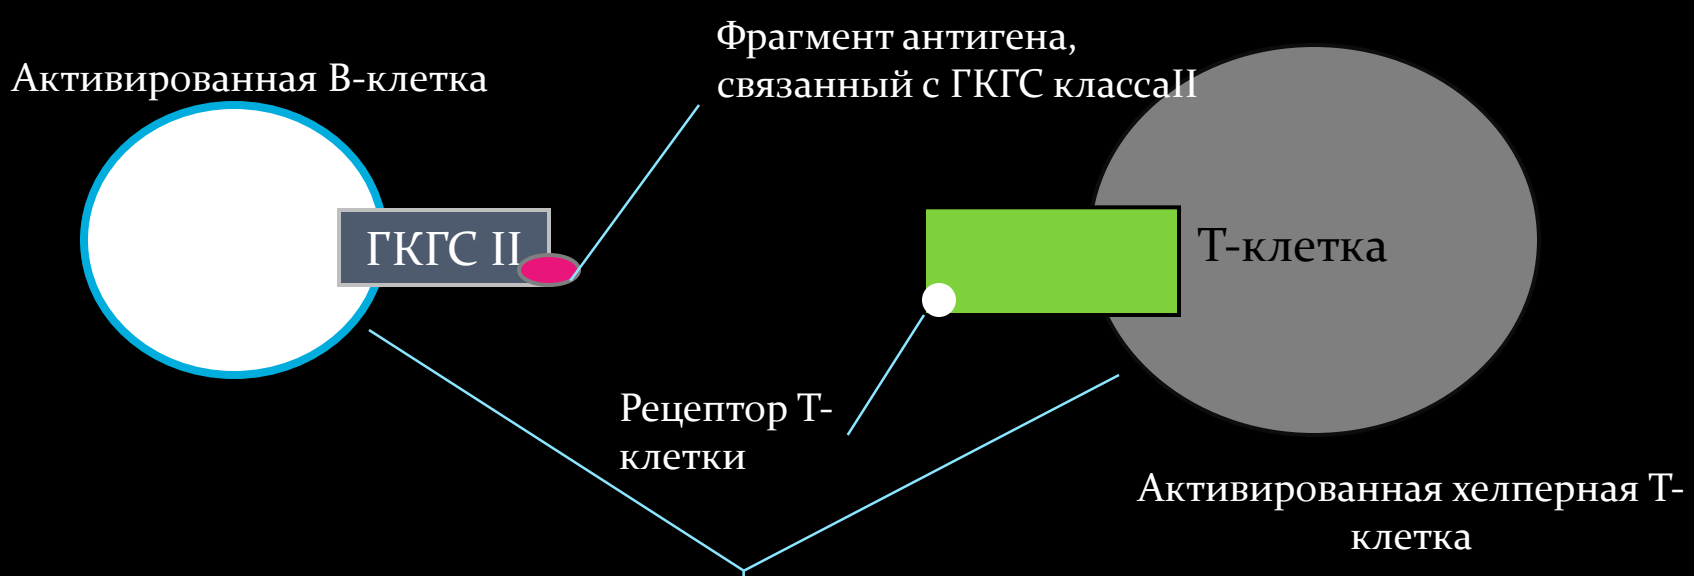 Активированная В-клетка
Фрагмент антигена,
связанный с ГКГС классаII
ГКГС II
Т-клетка
Рецептор Т-
клетки
Активированная хелперная Т-
клетка